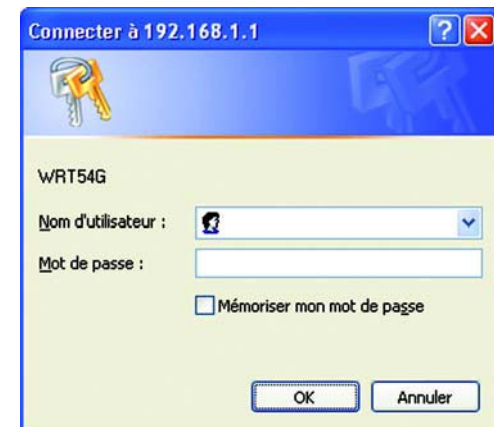 Connecter à 192.168.1.1
WRT54G
Nom d'utilisateur :
Mot de passe :
Mémoriser mon mot de passe
OK Annuler